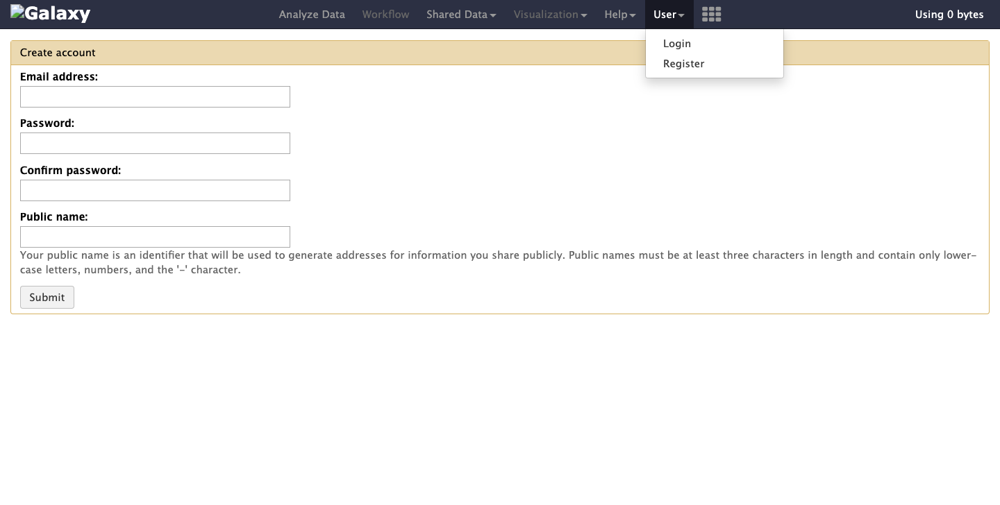 Galaxy
Analyze Data
Workflow
Shared Data
Visualization
Help
User
Using 0 bytes
Login
Register
Create account
Email address:
Password:
Confirm password:
Public name:
Your public name is an identifier that will be used to generate addresses for information you share publicly. Public names must be at least three characters in length and contain only lower-
case letters, numbers, and the '-' character.
Submit